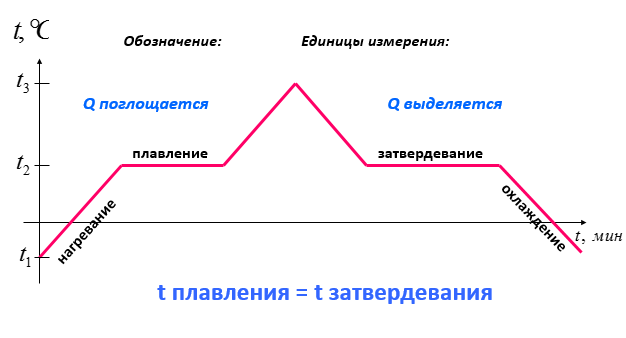 t, °C
Обозначение: Единицы измерения:
t3
Q поглощается Q выделяется
плавление затвердевание
t2
нагревание охлаждение
t, мин
t1
t плавления = t затвердевания